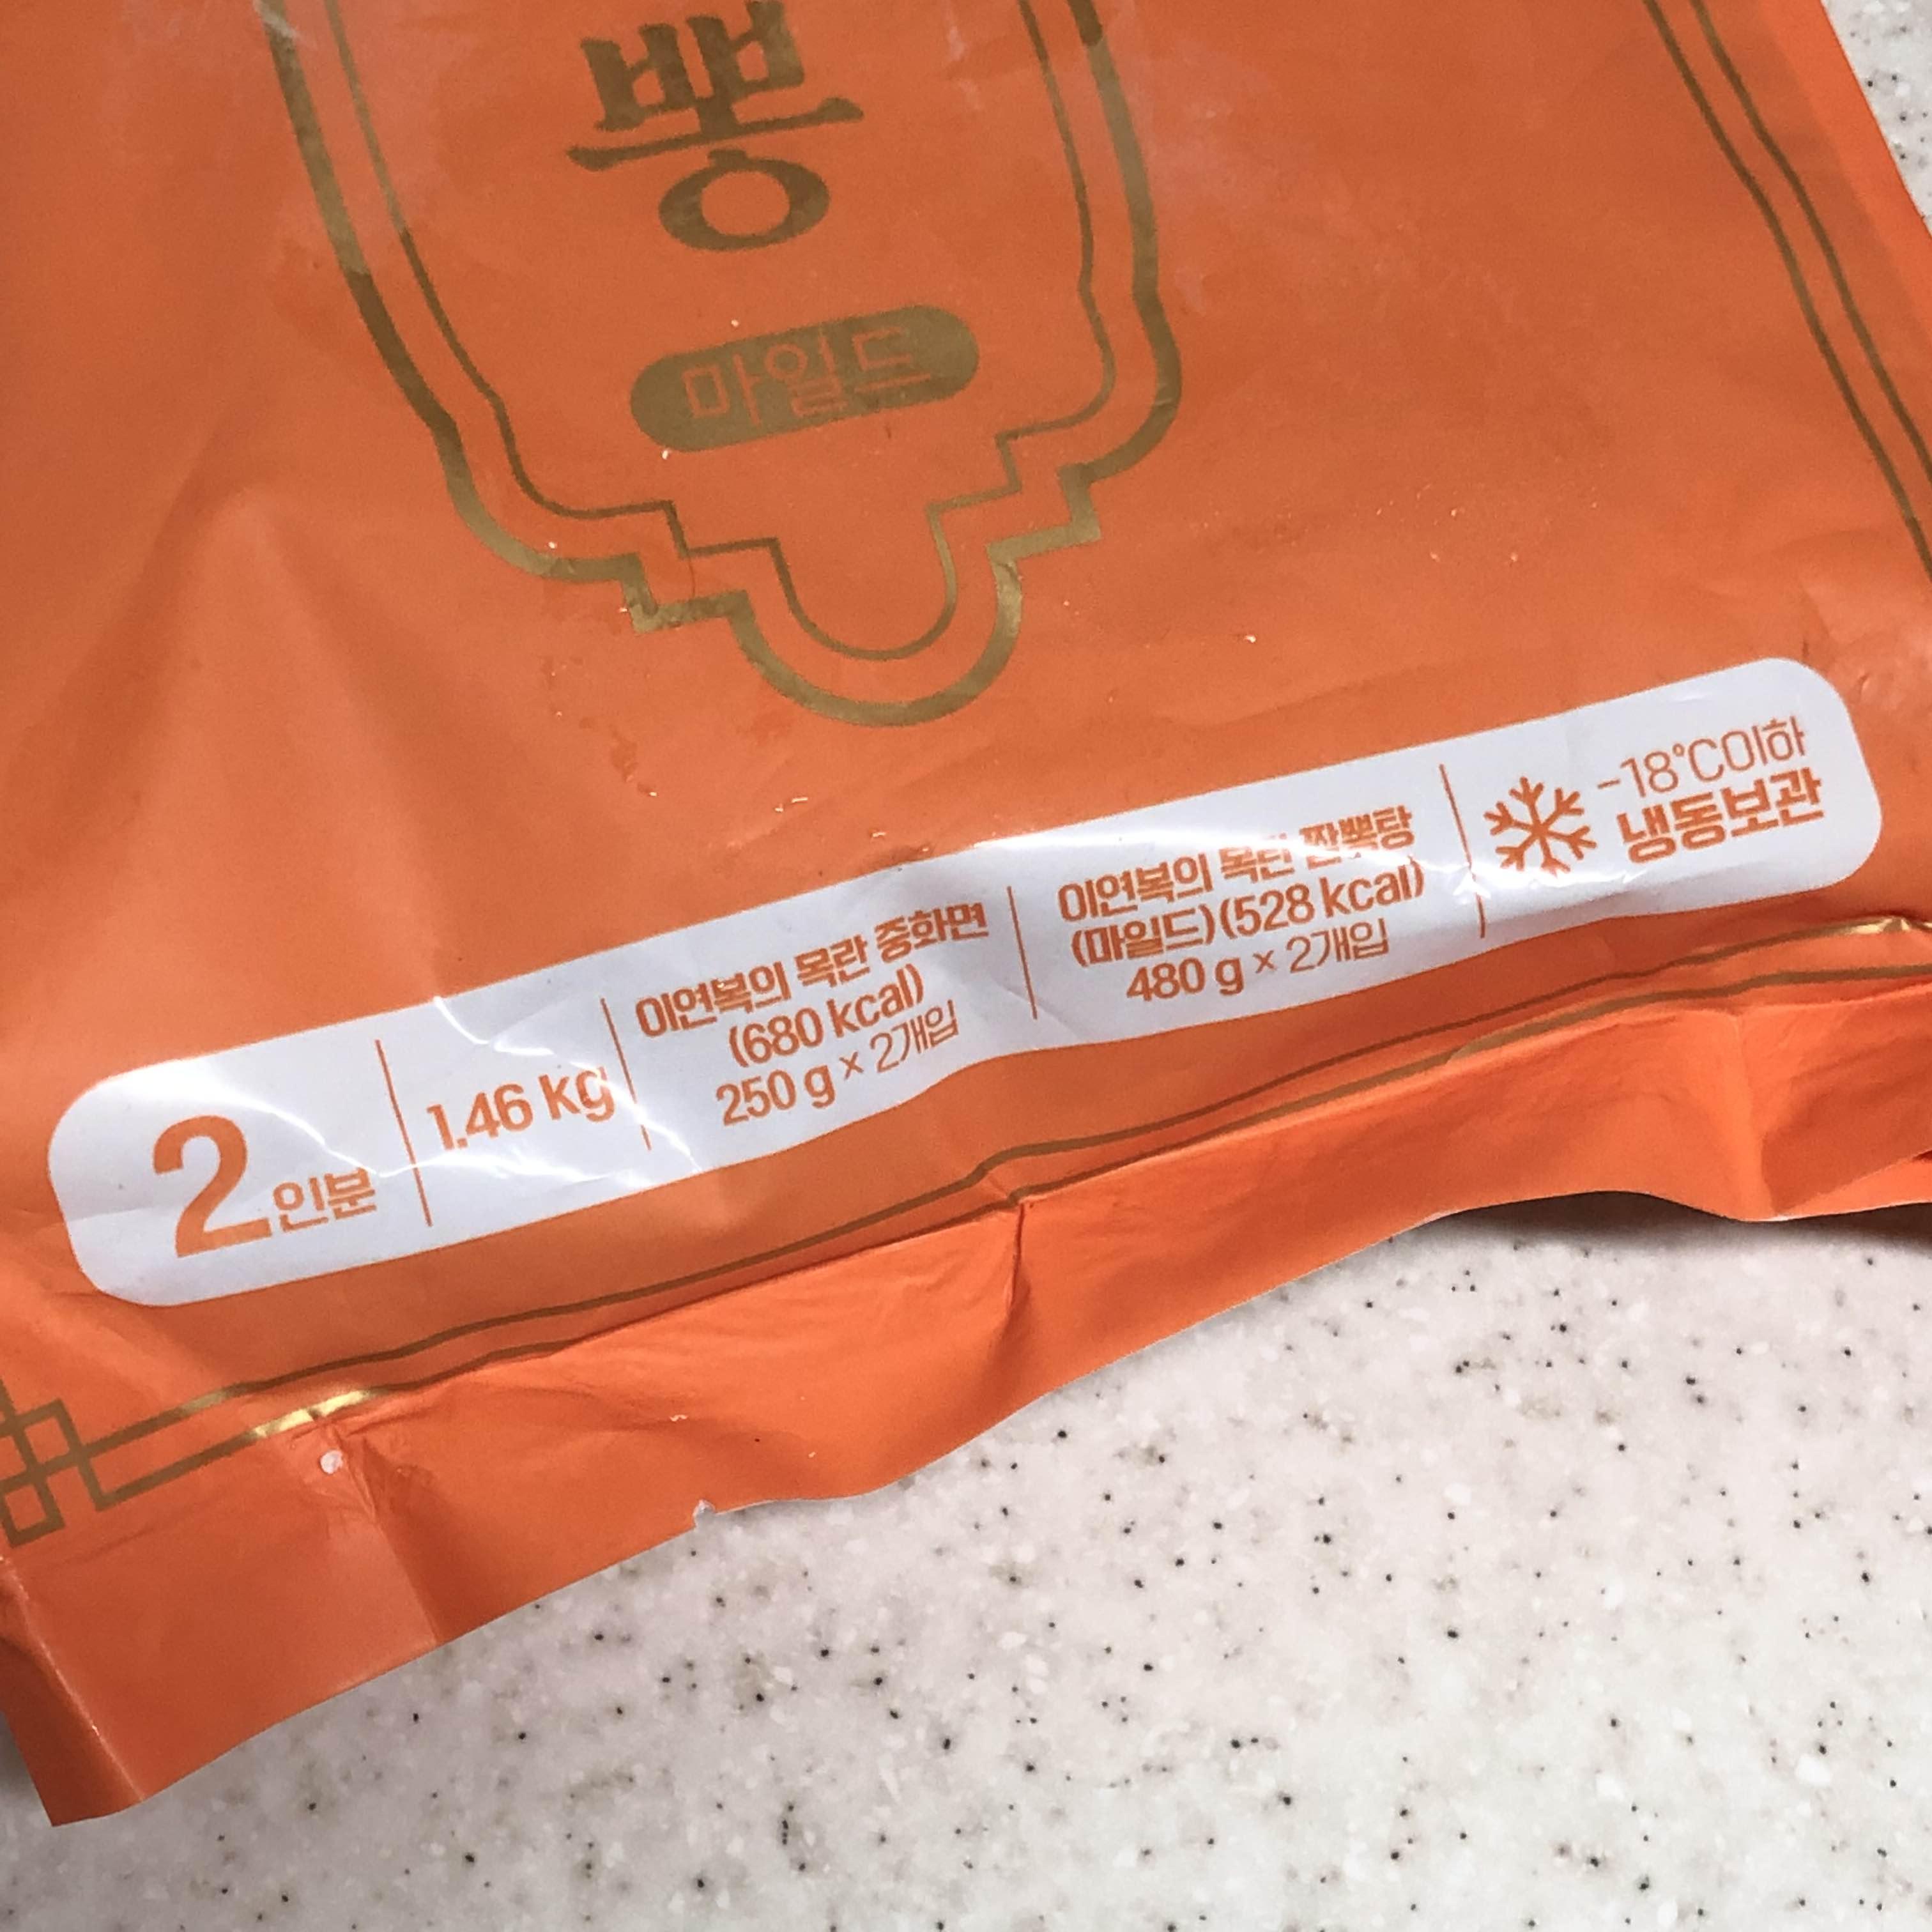 뽕
마일드
2인분
1.46 kg
이연복의 목란 중화면
(680 kcal)
250 g × 2개입
이연복의 목란 짬뽕탕
(마일드)(528 kcal)
480 g × 2개입
-18°C이하
냉동보관